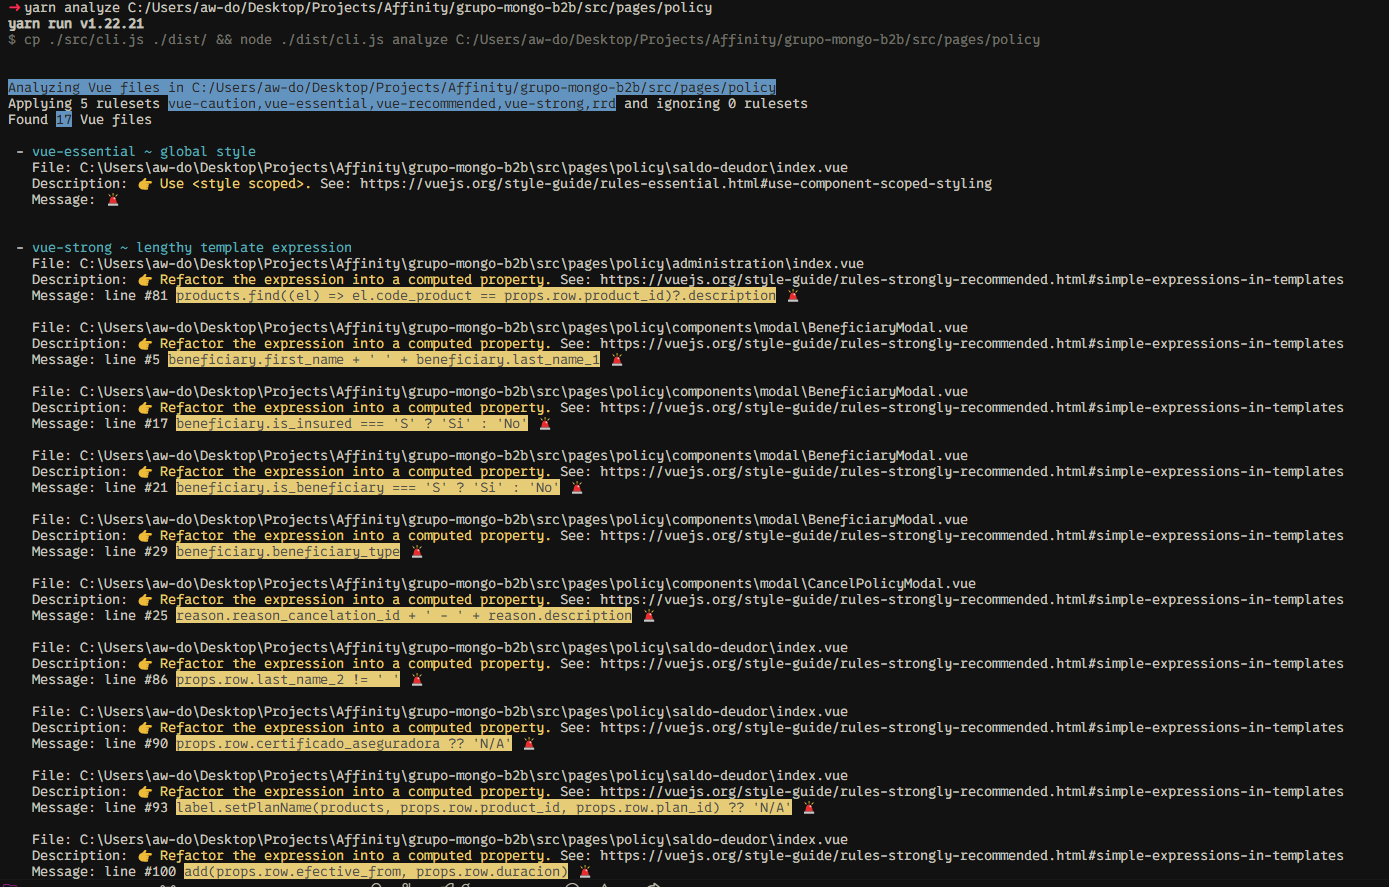 → yarn analyze C:/Users/aw-do/Desktop/Projects/Affinity/grupo-mongo-b2b/src/pages/policy
yarn run v1.22.21
$ cp ./src/cli.js ./dist/ && node ./dist/cli.js analyze C:/Users/aw-do/Desktop/Projects/Affinity/grupo-mongo-b2b/src/pages/policy
Analyzing Vue files in C:/Users/aw-do/Desktop/Projects/Affinity/grupo-mongo-b2b/src/pages/policy
Applying 5 rulesets vue-caution,vue-essential,vue-recommended,vue-strong,rrd and ignoring 0 rulesets
Found 17 Vue files
- vue-essential ~ global style
File: C:\Users\aw-do\Desktop\Projects\Affinity\grupo-mongo-b2b\src\pages\policy\saldo-deudor\index.vue
Description: 👉 Use <style scoped>. See: https://vuejs.org/style-guide/rules-essential.html#use-component-scoped-styling
Message: 🚨
- vue-strong ~ lengthy template expression
File: C:\Users\aw-do\Desktop\Projects\Affinity\grupo-mongo-b2b\src\pages\policy\administration\index.vue
Description: 👉 Refactor the expression into a computed property. See: https://vuejs.org/style-guide/rules-strongly-recommended.html#simple-expressions-in-templates
Message: line #81 products.find((el) => el.code_product == props.row.product_id)?.description 🚨
File: C:\Users\aw-do\Desktop\Projects\Affinity\grupo-mongo-b2b\src\pages\policy\components\modal\BeneficiaryModal.vue
Description: 👉 Refactor the expression into a computed property. See: https://vuejs.org/style-guide/rules-strongly-recommended.html#simple-expressions-in-templates
Message: line #5 beneficiary.first_name + ' ' + beneficiary.last_name_1 🚨
File: C:\Users\aw-do\Desktop\Projects\Affinity\grupo-mongo-b2b\src\pages\policy\components\modal\BeneficiaryModal.vue
Description: 👉 Refactor the expression into a computed property. See: https://vuejs.org/style-guide/rules-strongly-recommended.html#simple-expressions-in-templates
Message: line #17 beneficiary.is_insured === 'S' ? 'Si' : 'No' 🚨
File: C:\Users\aw-do\Desktop\Projects\Affinity\grupo-mongo-b2b\src\pages\policy\components\modal\BeneficiaryModal.vue
Description: 👉 Refactor the expression into a computed property. See: https://vuejs.org/style-guide/rules-strongly-recommended.html#simple-expressions-in-templates
Message: line #21 beneficiary.is_beneficiary === 'S' ? 'Si' : 'No' 🚨
File: C:\Users\aw-do\Desktop\Projects\Affinity\grupo-mongo-b2b\src\pages\policy\components\modal\BeneficiaryModal.vue
Description: 👉 Refactor the expression into a computed property. See: https://vuejs.org/style-guide/rules-strongly-recommended.html#simple-expressions-in-templates
Message: line #29 beneficiary.beneficiary_type 🚨
File: C:\Users\aw-do\Desktop\Projects\Affinity\grupo-mongo-b2b\src\pages\policy\components\modal\CancelPolicyModal.vue
Description: 👉 Refactor the expression into a computed property. See: https://vuejs.org/style-guide/rules-strongly-recommended.html#simple-expressions-in-templates
Message: line #25 reason.reason_cancelation_id + ' - ' + reason.description 🚨
File: C:\Users\aw-do\Desktop\Projects\Affinity\grupo-mongo-b2b\src\pages\policy\saldo-deudor\index.vue
Description: 👉 Refactor the expression into a computed property. See: https://vuejs.org/style-guide/rules-strongly-recommended.html#simple-expressions-in-templates
Message: line #86 props.row.last_name_2 != ' ' 🚨
File: C:\Users\aw-do\Desktop\Projects\Affinity\grupo-mongo-b2b\src\pages\policy\saldo-deudor\index.vue
Description: 👉 Refactor the expression into a computed property. See: https://vuejs.org/style-guide/rules-strongly-recommended.html#simple-expressions-in-templates
Message: line #90 props.row.certificado_aseguradora ?? 'N/A' 🚨
File: C:\Users\aw-do\Desktop\Projects\Affinity\grupo-mongo-b2b\src\pages\policy\saldo-deudor\index.vue
Description: 👉 Refactor the expression into a computed property. See: https://vuejs.org/style-guide/rules-strongly-recommended.html#simple-expressions-in-templates
Message: line #93 label.setPlanName(products, props.row.product_id, props.row.plan_id) ?? 'N/A' 🚨
File: C:\Users\aw-do\Desktop\Projects\Affinity\grupo-mongo-b2b\src\pages\policy\saldo-deudor\index.vue
Description: 👉 Refactor the expression into a computed property. See: https://vuejs.org/style-guide/rules-strongly-recommended.html#simple-expressions-in-templates
Message: line #100 add(props.row.efective_from, props.row.duracion) 🚨